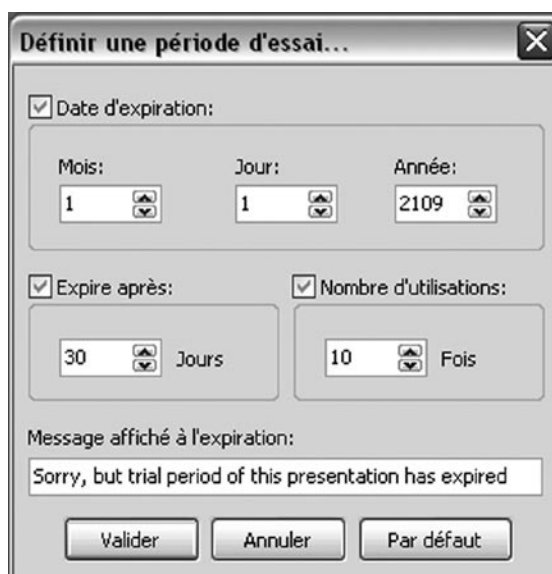 Définir une période d'essai...
Date d'expiration:
Mois: Jour: Année:
1 1 2109
Expire après: Nombre d'utilisations:
30 Jours 10 Fois
Message affiché à l'expiration:
Sorry, but trial period of this presentation has expired
Valider Annuler Par défaut